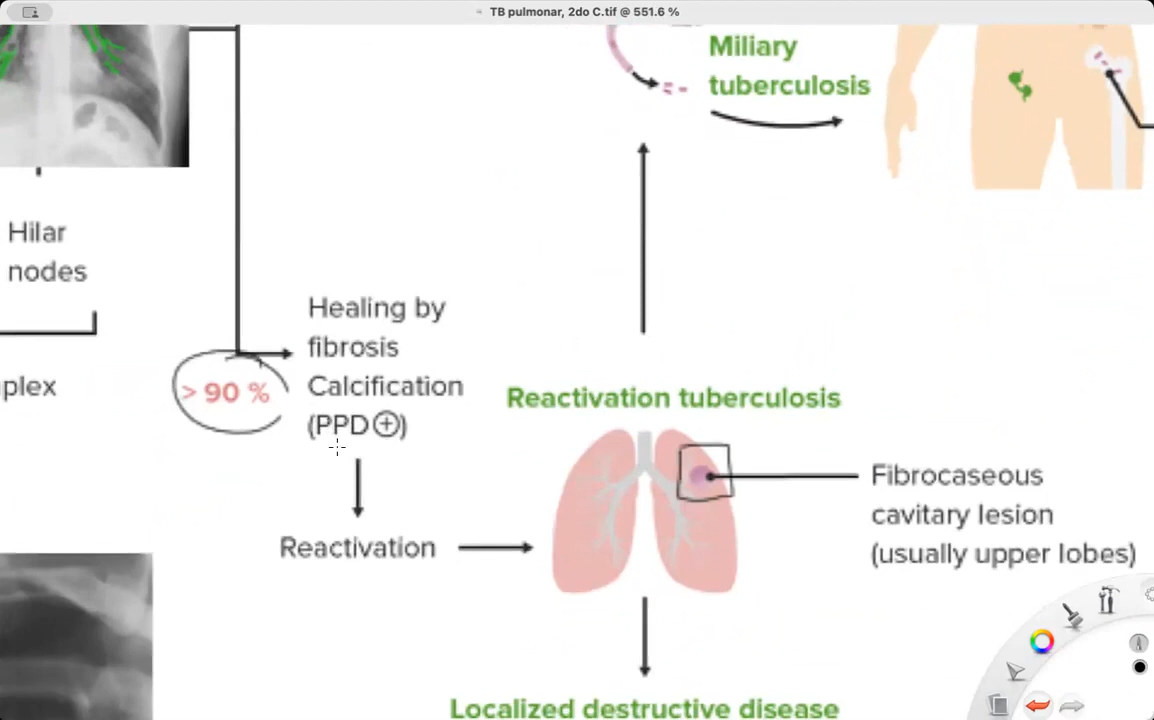 TB pulmonar, 2do C.tif @ 551.6 %
Miliary
tuberculosis
Hilar
nodes
Healing by
fibrosis
> 90 %
plex
Calcification
(PPD⊕)
Reactivation tuberculosis
Fibrocaseous
cavitary lesion
(usually upper lobes)
Reactivation
Localized destructive disease